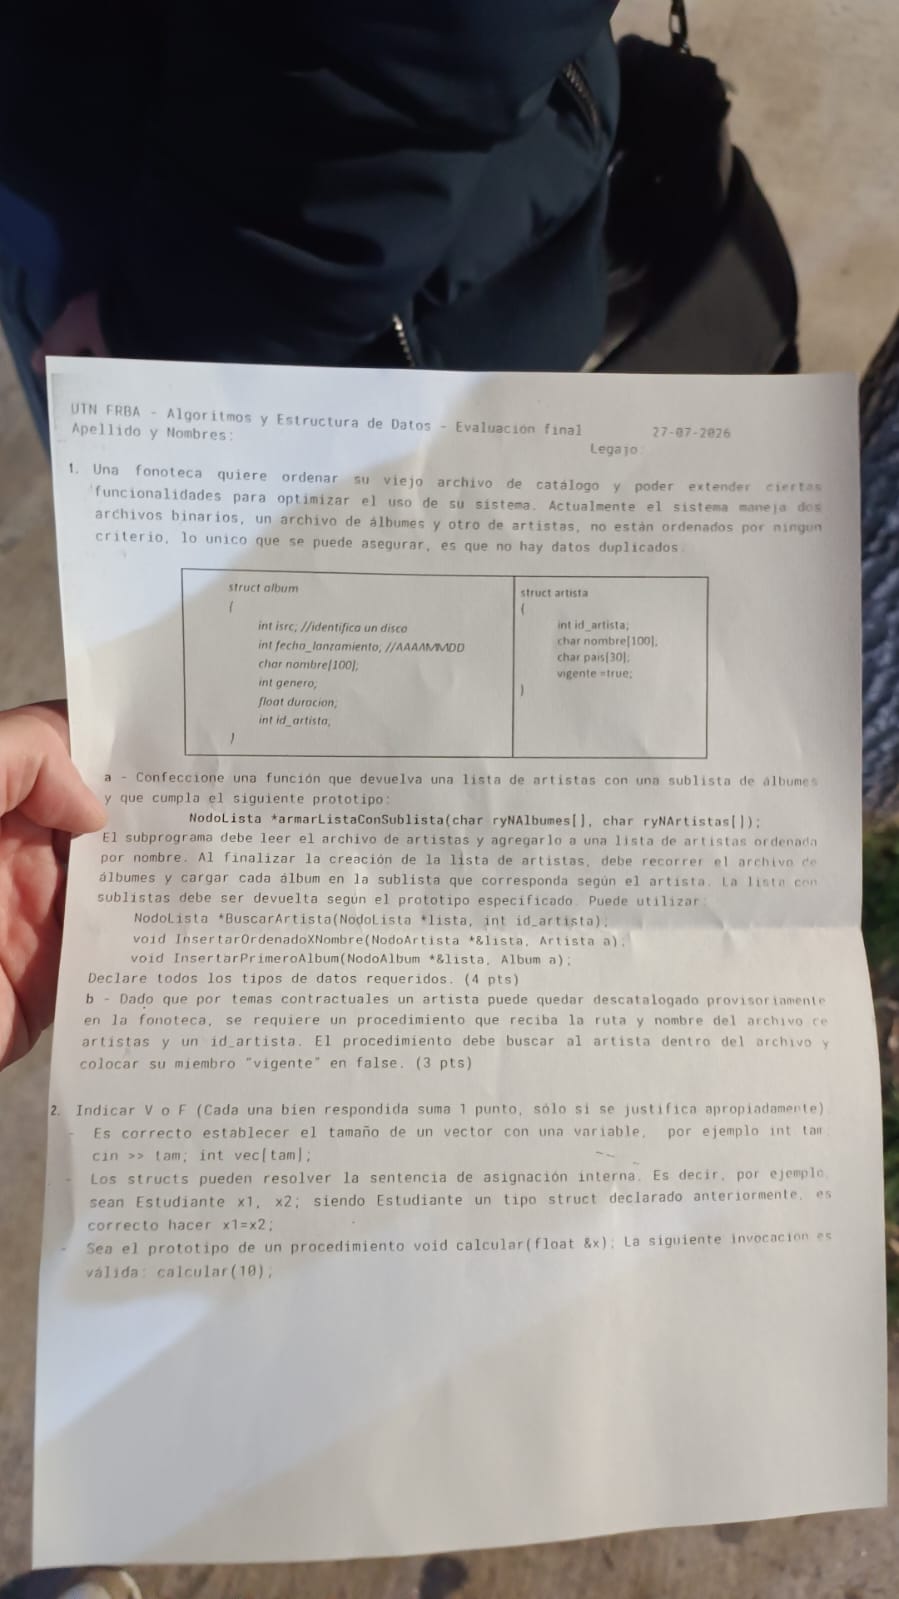 UTN FRBA - Algoritmos y Estructura de Datos - Evaluación final 27-07-2026
Apellido y Nombres: Legajo:
1. Una fonoteca quiere ordenar su viejo archivo de catálogo y poder extender ciertas
funcionalidades para optimizar el uso de su sistema. Actualmente el sistema maneja dos
archivos binarios, un archivo de álbumes y otro de artistas, no están ordenados por ningun
criterio, lo unico que se puede asegurar, es que no hay datos duplicados.
struct album
{
int isrc; //identifica un disco
int fecha_lanzamiento; //AAAAMMDD
char nombre[100];
int genero;
float duracion;
int id_artista;
}
struct artista
{
int id_artista;
char nombre[100];
char pais[30];
vigente =true;
}
a - Confeccione una función que devuelva una lista de artistas con una sublista de álbumes
y que cumpla el siguiente prototipo:
NodoLista *armarListaConSublista(char ryNAlbumes[], char ryNArtistas[]);
El subprograma debe leer el archivo de artistas y agregarlo a una lista de artistas ordenada
por nombre. Al finalizar la creación de la lista de artistas, debe recorrer el archivo de
álbumes y cargar cada álbum en la sublista que corresponda según el artista. La lista con
sublistas debe ser devuelta según el prototipo especificado. Puede utilizar:
NodoLista *BuscarArtista(NodoLista *lista, int id_artista);
void InsertarOrdenadoXNombre(NodoArtista *&lista, Artista a);
void InsertarPrimeroAlbum(NodoAlbum *&lista, Album a);
Declare todos los tipos de datos requeridos. (4 pts)
b - Dado que por temas contractuales un artista puede quedar descatalogado provisoriamente
en la fonoteca, se requiere un procedimiento que reciba la ruta y nombre del archivo de
artistas y un id_artista. El procedimiento debe buscar al artista dentro del archivo y
colocar su miembro "vigente" en false. (3 pts)
2. Indicar V o F (Cada una bien respondida suma 1 punto, sólo si se justifica apropiadamente)
- Es correcto establecer el tamaño de un vector con una variable, por ejemplo int tam
cin >> tam; int vec[tam];
- Los structs pueden resolver la sentencia de asignación interna. Es decir, por ejemplo,
sean Estudiante x1, x2; siendo Estudiante un tipo struct declarado anteriormente, es
correcto hacer x1=x2;
- Sea el prototipo de un procedimiento void calcular(float &x); La siguiente invocacion es
válida: calcular(10);